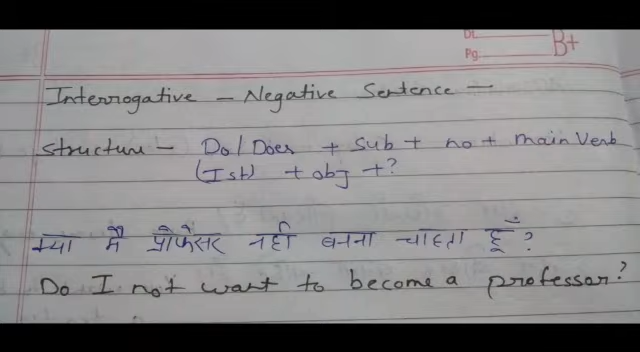 Dt.
Pg.
B+
Interrogative - Negative Sentence -
Structure - Do/Does + Sub + no + main Verb
(Ist) + obj + ?
क्या मैं प्रोफेसर नहीं बनना चाहता हूँ?
Do I not want to become a professor?